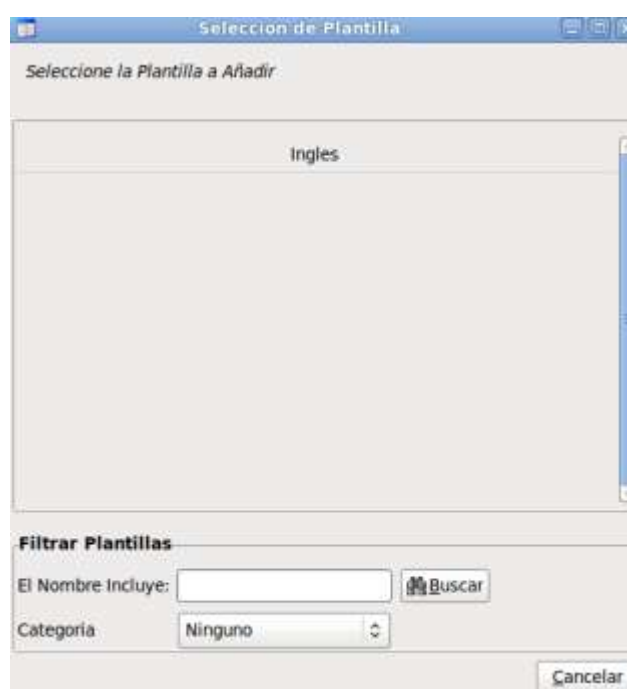 Seleccion de Plantilla
Seleccione la Plantilla a Añadir
Ingles
Filtrar Plantillas
El Nombre Incluye:
Buscar
Categoria
Ninguno
Cancelar